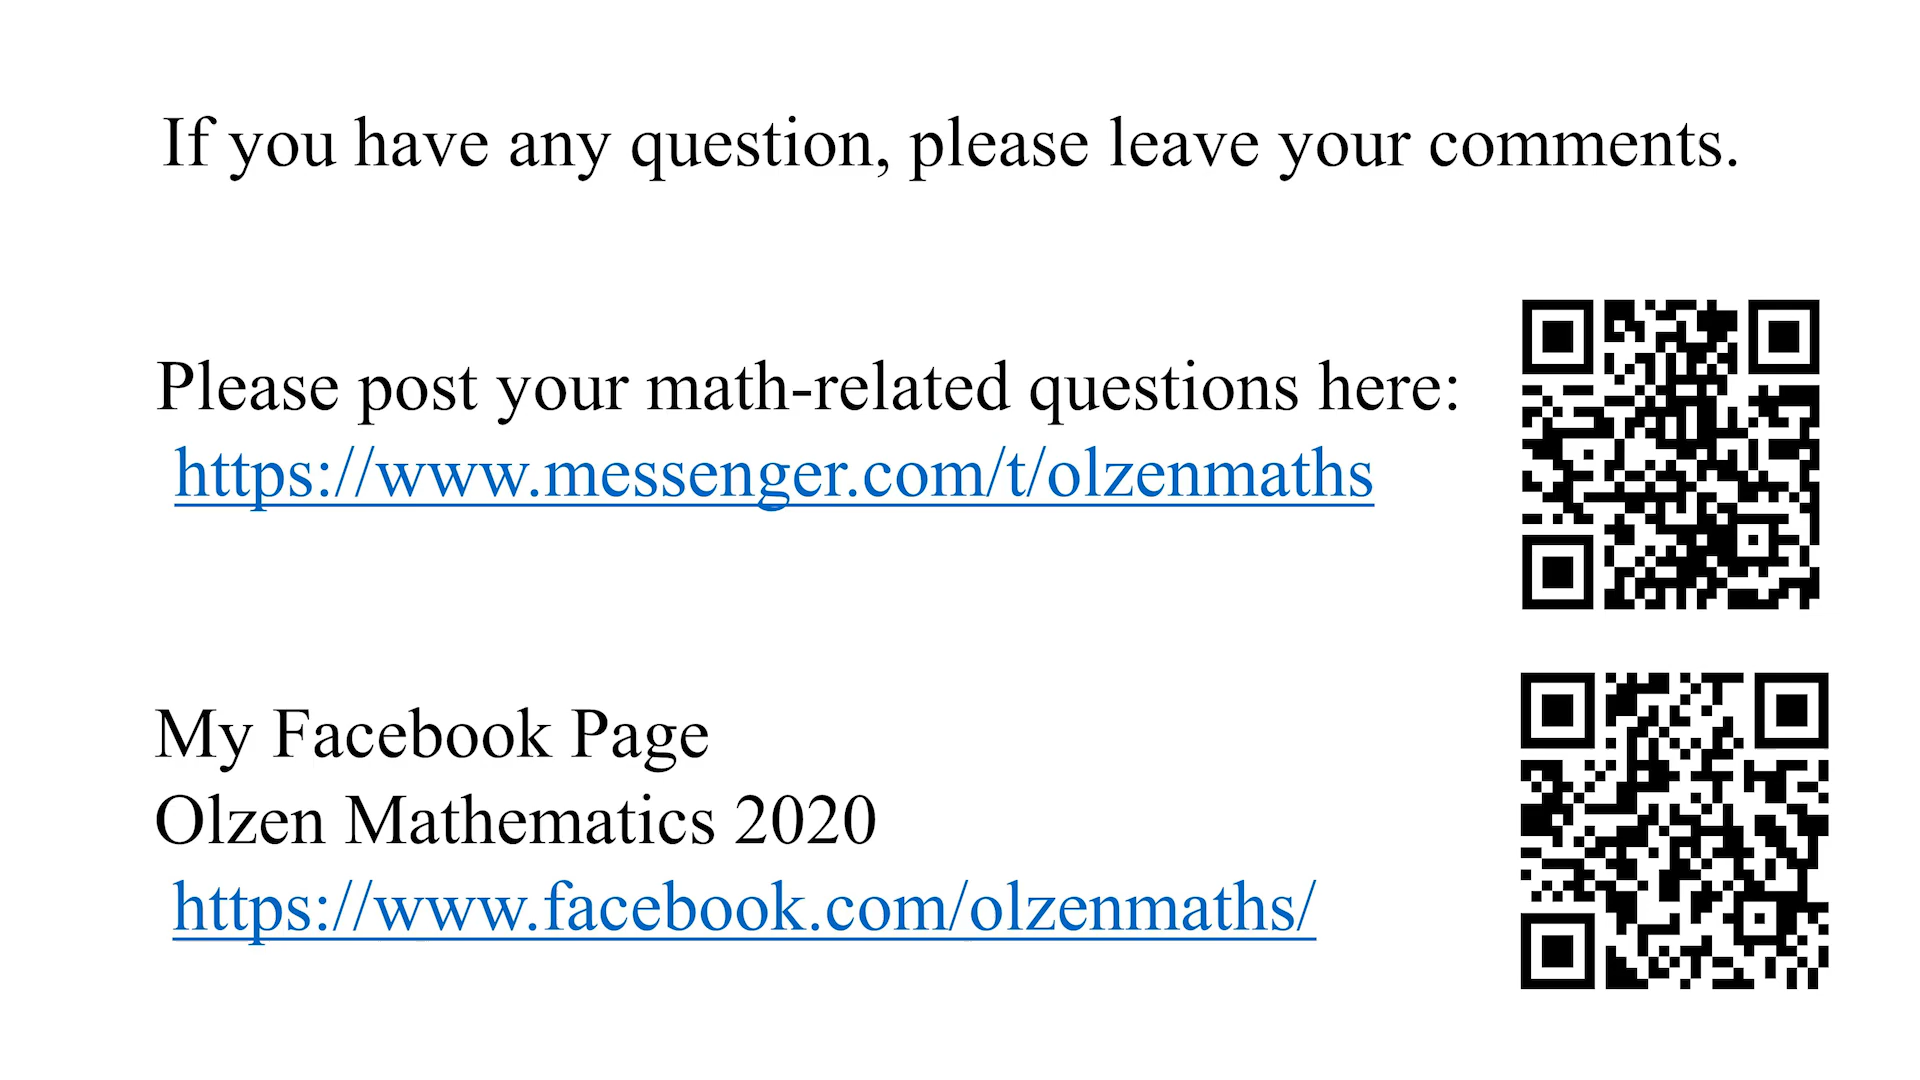 If you have any question, please leave your comments.
Please post your math-related questions here:
https://www.messenger.com/t/olzenmaths
My Facebook Page
Olzen Mathematics 2020
https://www.facebook.com/olzenmaths/